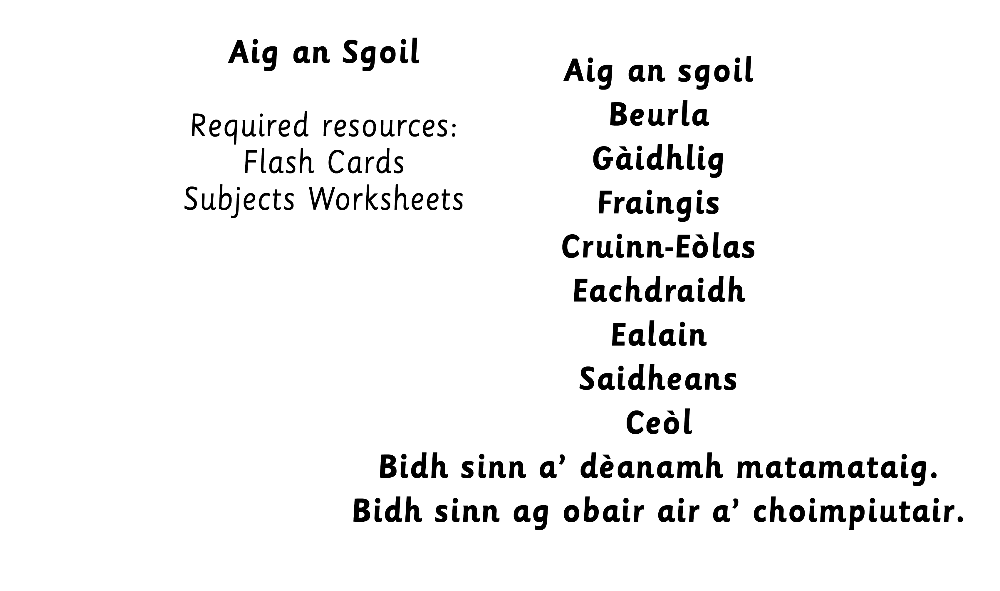 Aig an Sgoil
Required resources:
Flash Cards
Subjects Worksheets
Aig an sgoil
Beurla
Gàidhlig
Fraingis
Cruinn-Eòlas
Eachdraidh
Ealain
Saidheans
Ceòl
Bidh sinn a’ dèanamh matamataig.
Bidh sinn ag obair air a’ choimpiutair.